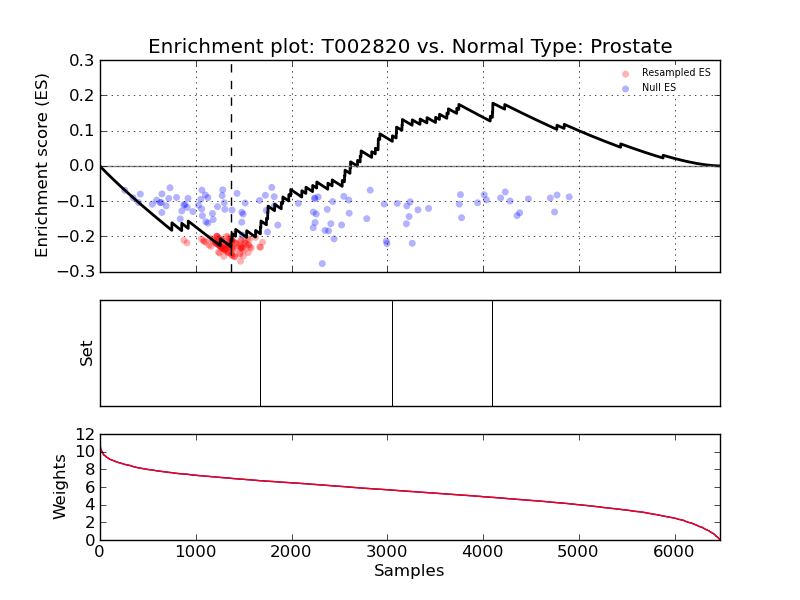 Enrichment plot: T002820 vs. Normal Type: Prostate
Enrichment score (ES)
0.3
0.2
0.1
0.0
−0.1
−0.2
−0.3
Resampled ES
Null ES
Set
Weights
12
10
8
6
4
2
0
0 1000 2000 3000 4000 5000 6000
Samples